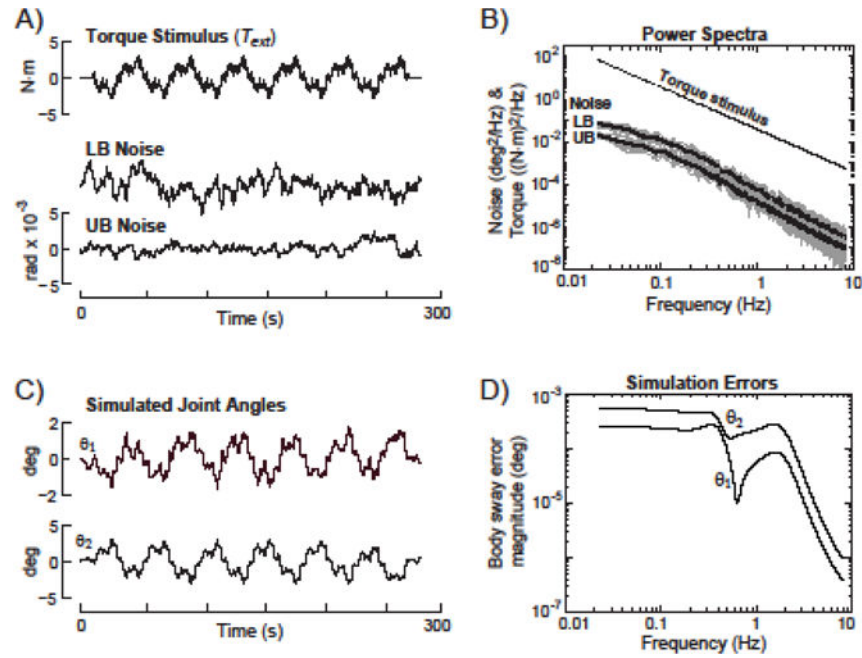 A)
Torque Stimulus (T_ext)
N·m
0
−5
LB Noise
UB Noise
rad x 10⁻³
5
0
−5
0
300
Time (s)
B)
Power Spectra
Noise (deg²/Hz) &
Torque ((N·m)²/Hz)
10²
10⁰
10⁻²
10⁻⁴
10⁻⁶
10⁻⁸
Torque stimulus
Noise
LB
UB
0.01
0.1
1
10
Frequency (Hz)
C)
Simulated Joint Angles
θ₁
deg
2
0
−2
θ₂
deg
5
0
−5
0
300
Time (s)
D)
Simulation Errors
Body sway error
magnitude (deg)
10⁻³
10⁻⁵
10⁻⁷
θ₂
θ₁
0.01
0.1
1
10
Frequency (Hz)